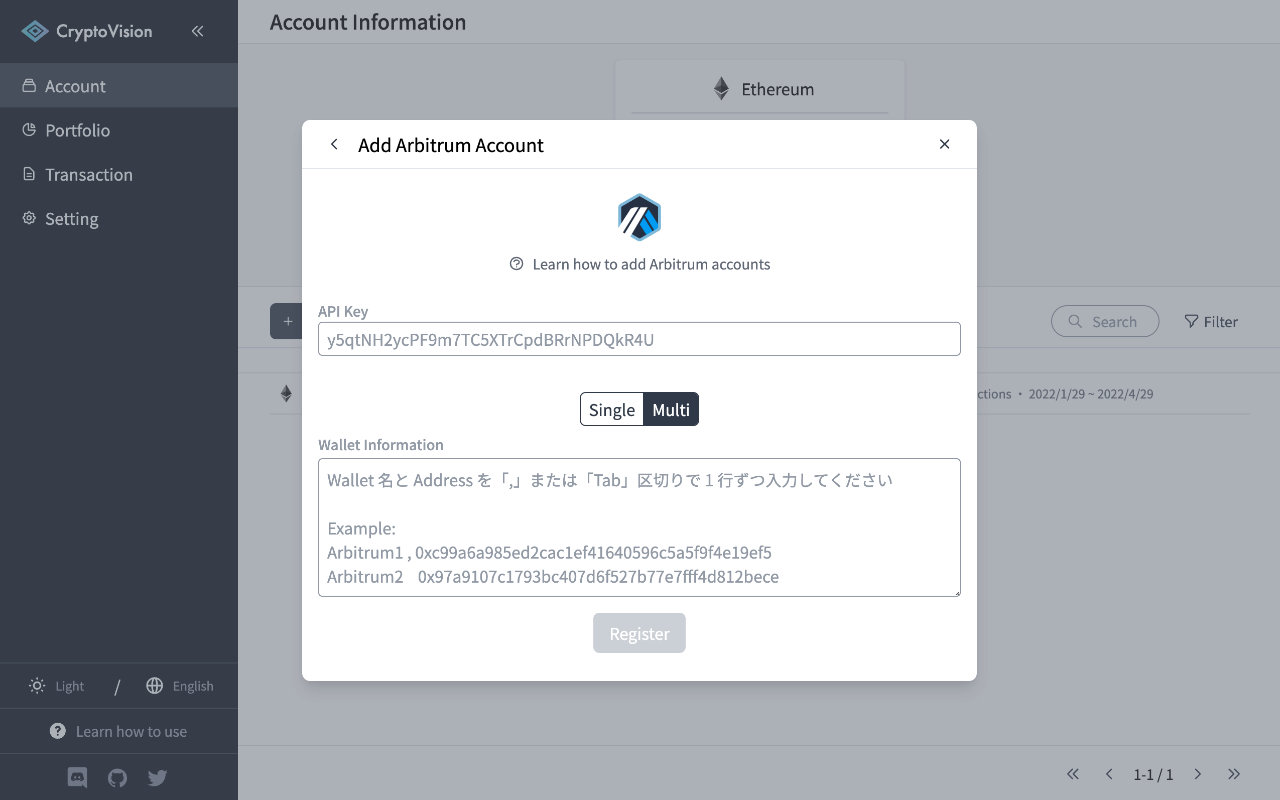 CryptoVision
Account Information
Account
Portfolio
Transaction
Setting
Ethereum
Add Arbitrum Account
Learn how to add Arbitrum accounts
API Key
y5qtNH2ycPF9m7TC5XTrCpdBRrNPDQkR4U
Single Multi
Wallet Information
Wallet 名と Address を「,」または「Tab」区切りで 1 行ずつ入力してください
Example:
Arbitrum1 , 0xc99a6a985ed2cac1ef41640596c5a5f9f4e19ef5
Arbitrum2 0x97a9107c1793bc407d6f527b77e7fff4d812bece
Register
+
Search
Filter
ctions・2022/1/29 ~ 2022/4/29
Light / English
Learn how to use
1-1 / 1